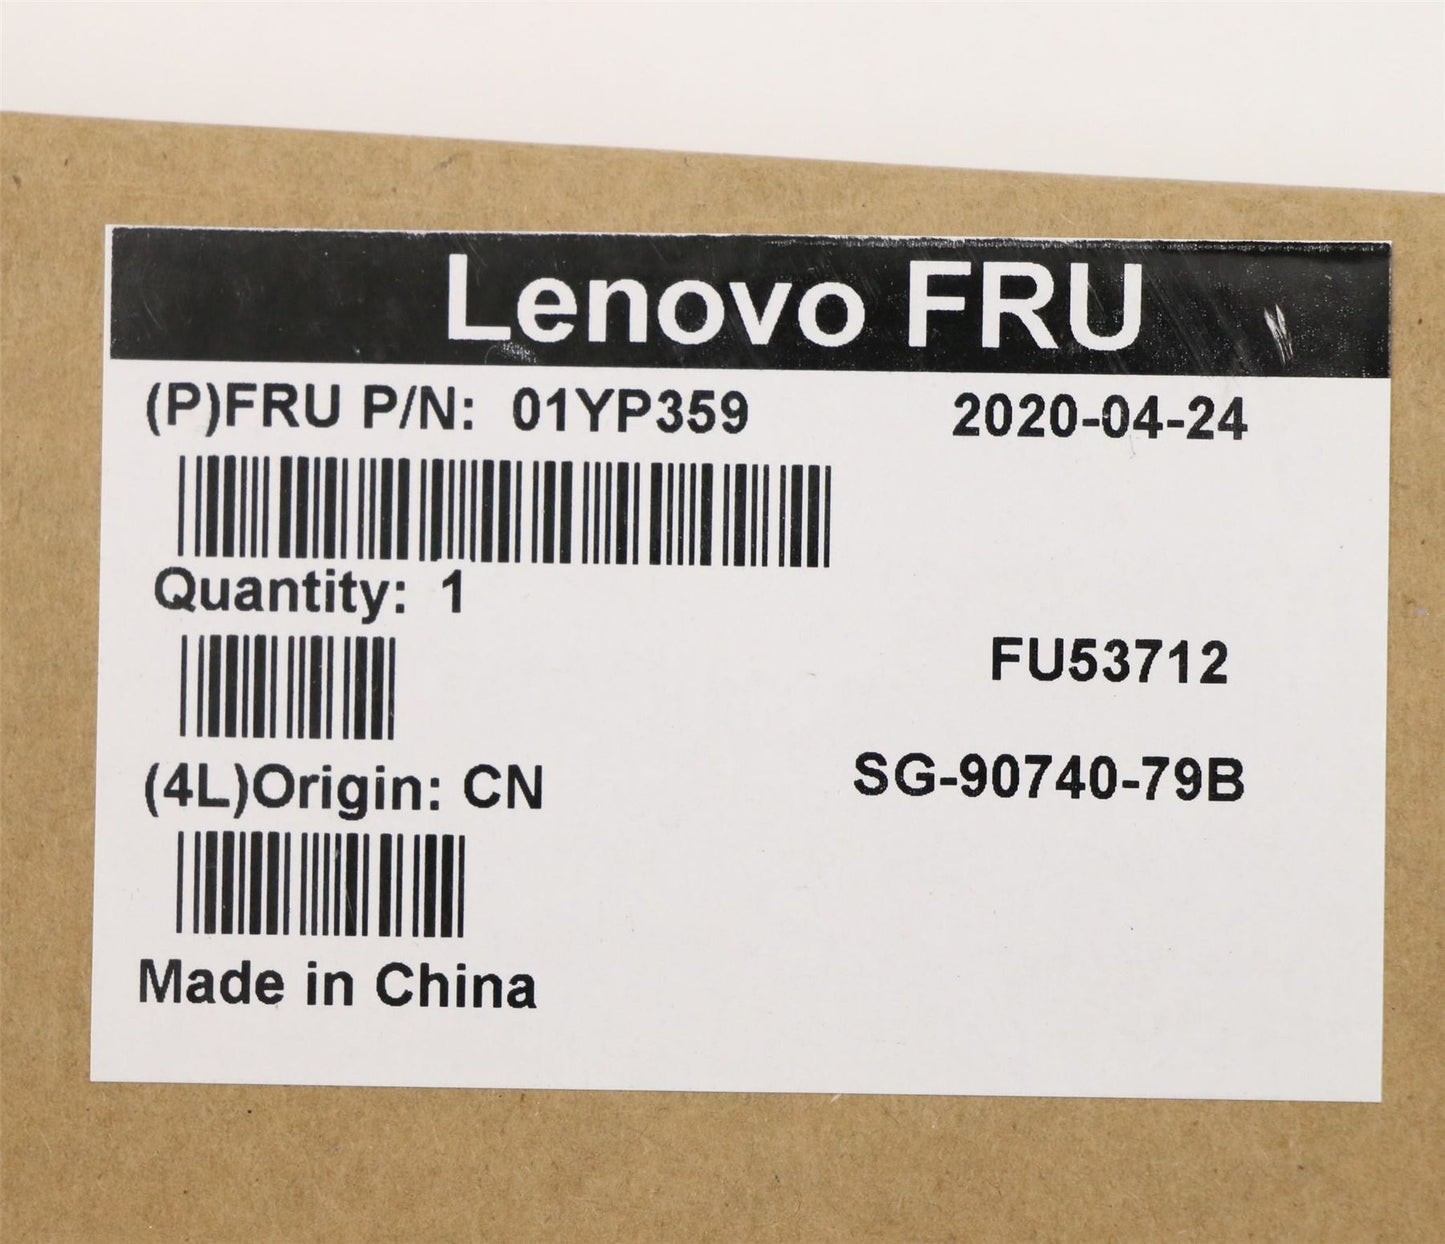 Lenovo FRU
(P)FRU P/N: 01YP359 2020-04-24
Quantity: 1
FU53712
(4L)Origin: CN SG-90740-79B
Made in China